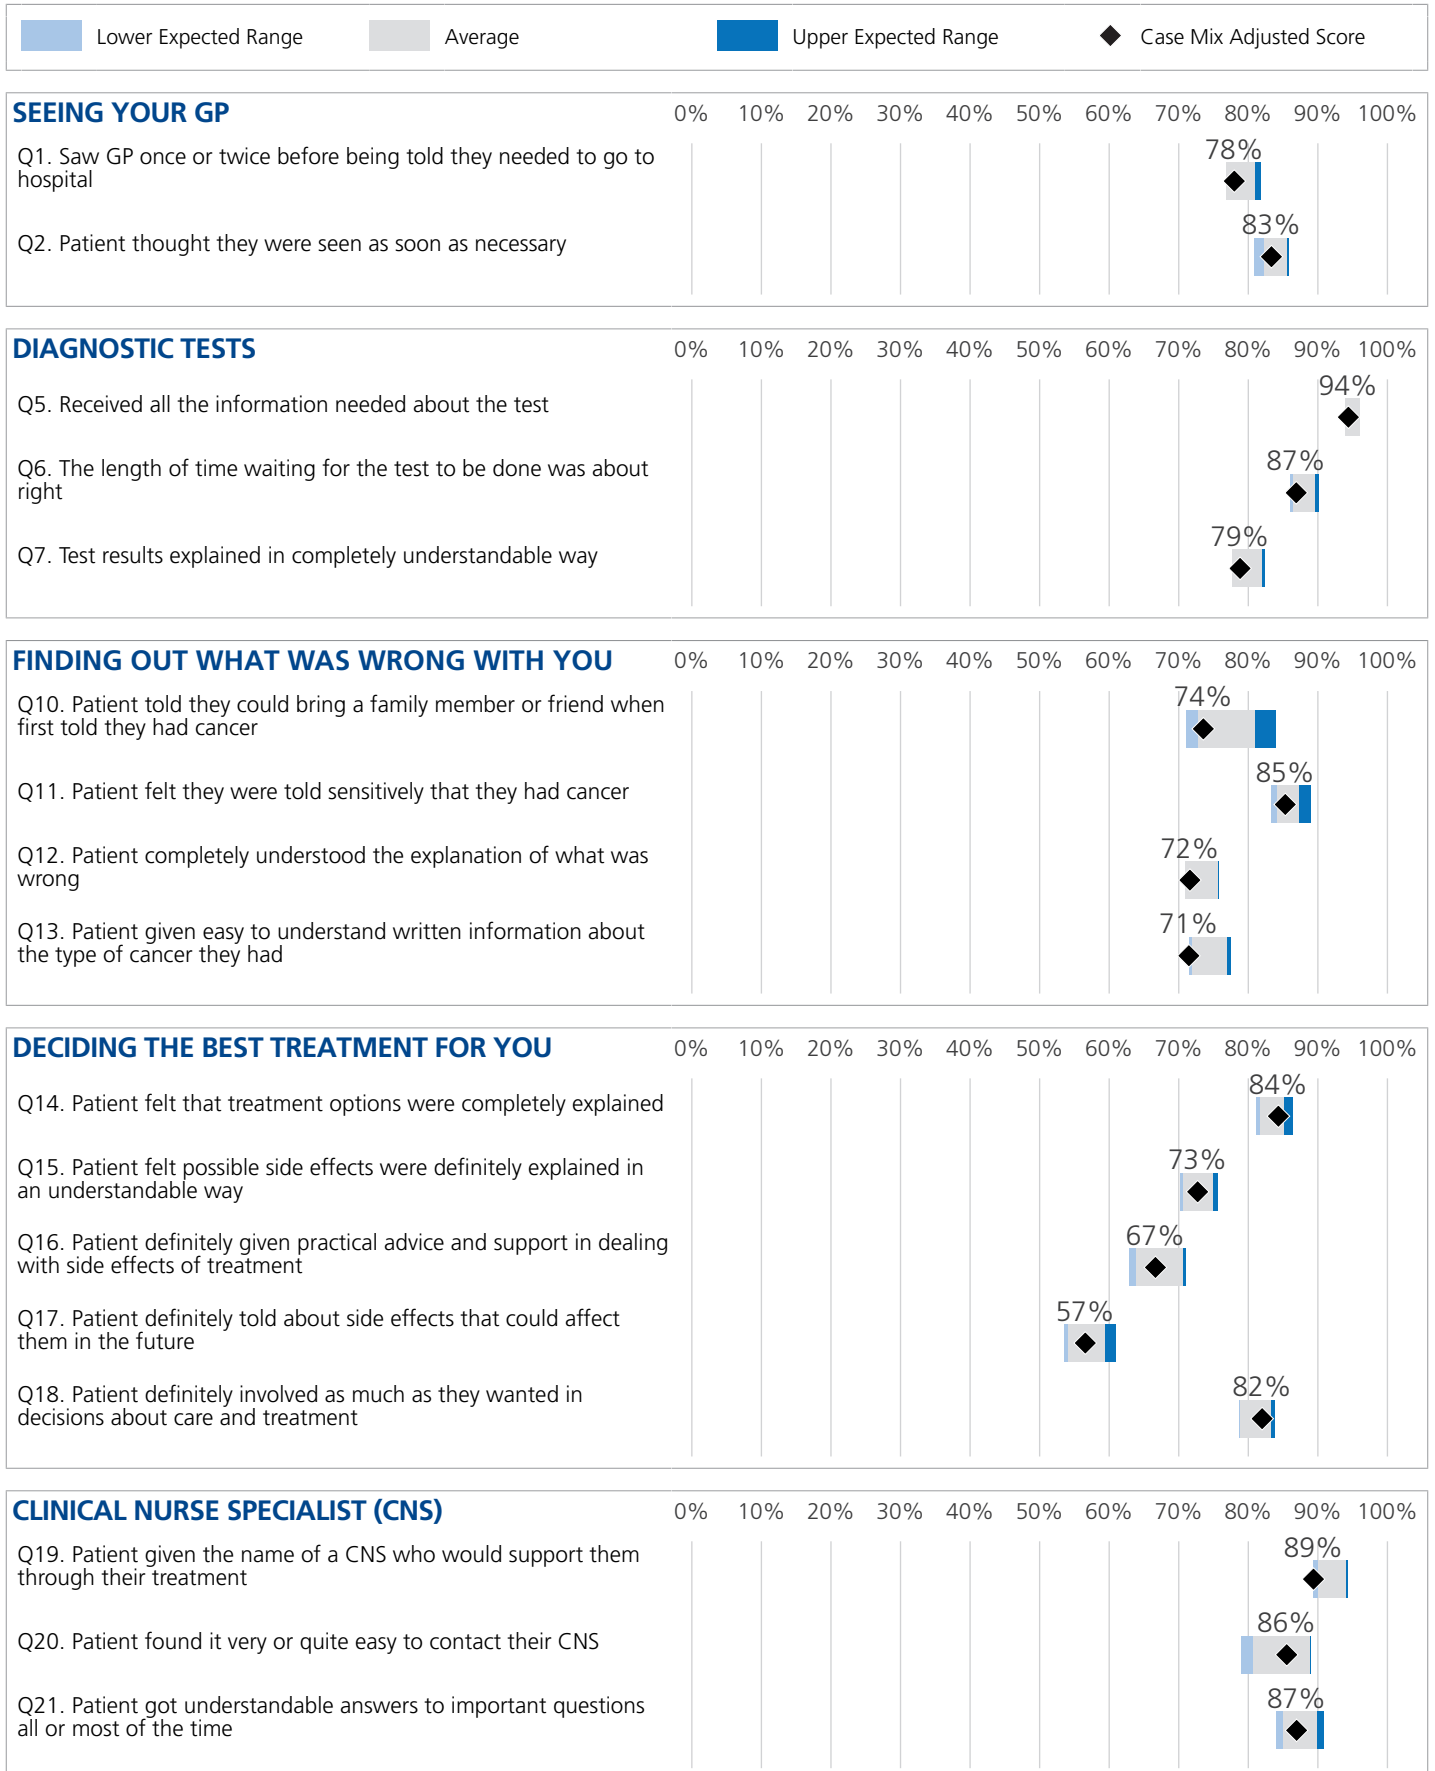 Lower Expected Range Average Upper Expected Range Case Mix Adjusted Score
SEEING YOUR GP 0% 10% 20% 30% 40% 50% 60% 70% 80% 90% 100%
Q1. Saw GP once or twice before being told they needed to go to
hospital
78%
Q2. Patient thought they were seen as soon as necessary
83%
DIAGNOSTIC TESTS 0% 10% 20% 30% 40% 50% 60% 70% 80% 90% 100%
Q5. Received all the information needed about the test
94%
Q6. The length of time waiting for the test to be done was about
right
87%
Q7. Test results explained in completely understandable way
79%
FINDING OUT WHAT WAS WRONG WITH YOU 0% 10% 20% 30% 40% 50% 60% 70% 80% 90% 100%
Q10. Patient told they could bring a family member or friend when
first told they had cancer
74%
Q11. Patient felt they were told sensitively that they had cancer
85%
Q12. Patient completely understood the explanation of what was
wrong
72%
Q13. Patient given easy to understand written information about
the type of cancer they had
71%
DECIDING THE BEST TREATMENT FOR YOU 0% 10% 20% 30% 40% 50% 60% 70% 80% 90% 100%
Q14. Patient felt that treatment options were completely explained
84%
Q15. Patient felt possible side effects were definitely explained in
an understandable way
73%
Q16. Patient definitely given practical advice and support in dealing
with side effects of treatment
67%
Q17. Patient definitely told about side effects that could affect
them in the future
57%
Q18. Patient definitely involved as much as they wanted in
decisions about care and treatment
82%
CLINICAL NURSE SPECIALIST (CNS) 0% 10% 20% 30% 40% 50% 60% 70% 80% 90% 100%
Q19. Patient given the name of a CNS who would support them
through their treatment
89%
Q20. Patient found it very or quite easy to contact their CNS
86%
Q21. Patient got understandable answers to important questions
all or most of the time
87%